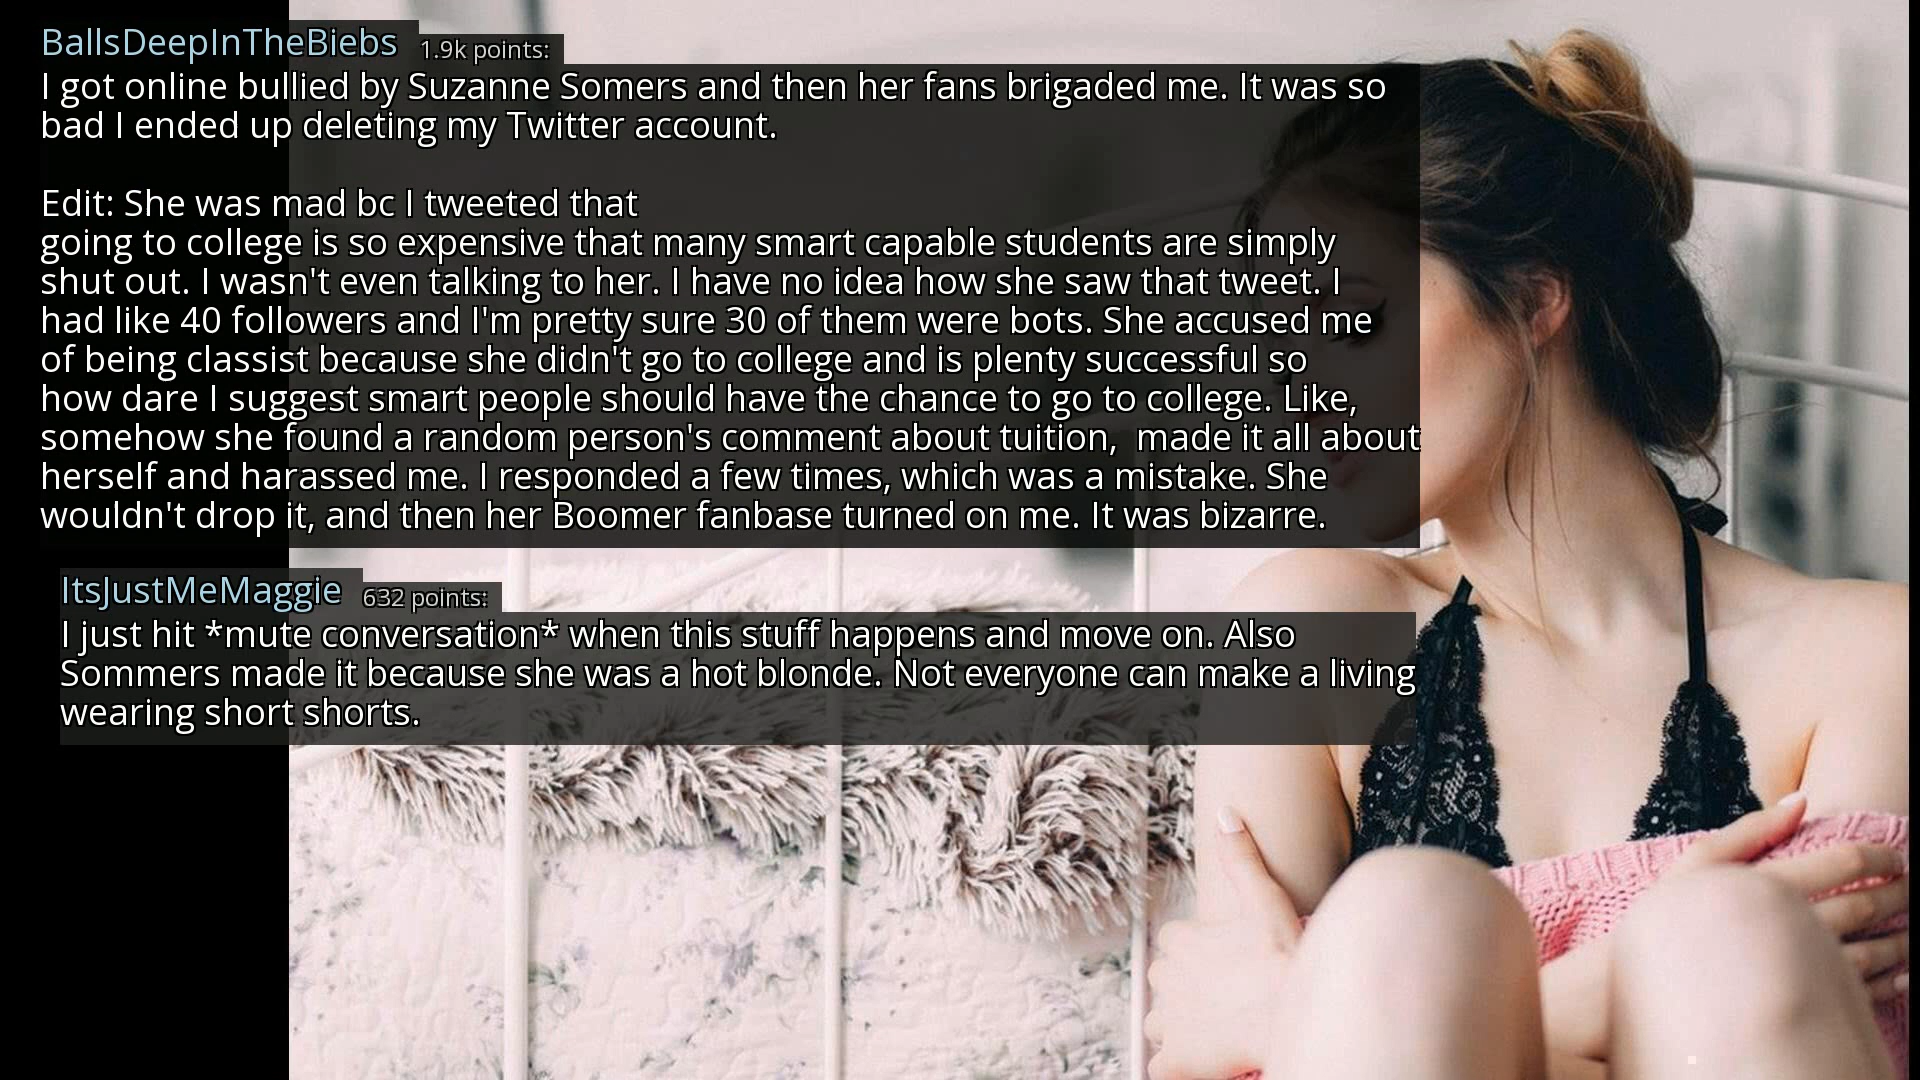 BallsDeepInTheBiebs 1.9k points:
I got online bullied by Suzanne Somers and then her fans brigaded me. It was so
bad I ended up deleting my Twitter account.
Edit: She was mad bc I tweeted that
going to college is so expensive that many smart capable students are simply
shut out. I wasn't even talking to her. I have no idea how she saw that tweet. I
had like 40 followers and I'm pretty sure 30 of them were bots. She accused me
of being classist because she didn't go to college and is plenty successful so
how dare I suggest smart people should have the chance to go to college. Like,
somehow she found a random person's comment about tuition,  made it all about
herself and harassed me. I responded a few times, which was a mistake. She
wouldn't drop it, and then her Boomer fanbase turned on me. It was bizarre.
ItsJustMeMaggie 632 points:
I just hit *mute conversation* when this stuff happens and move on. Also
Sommers made it because she was a hot blonde. Not everyone can make a living
wearing short shorts.